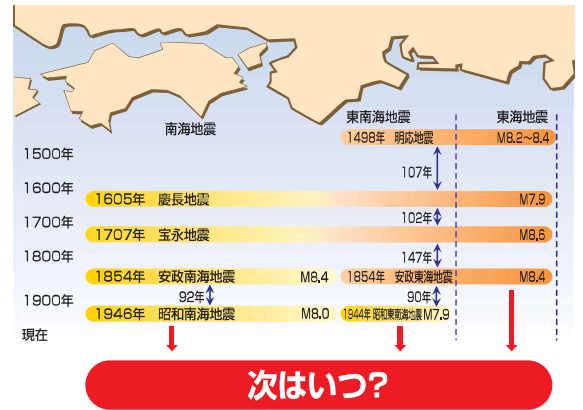 南海地震
東南海地震
東海地震
1498年 明応地震 M8.2～8.4
1500年
107年
1600年
1605年 慶長地震 M7.9
1700年
102年
1707年 宝永地震 M8.6
1800年
147年
1854年 安政南海地震 M8.4
1854年 安政東海地震 M8.4
1900年
92年
90年
1946年 昭和南海地震 M8.0
1944年 昭和東南海地震 M7.9
現在
次はいつ?